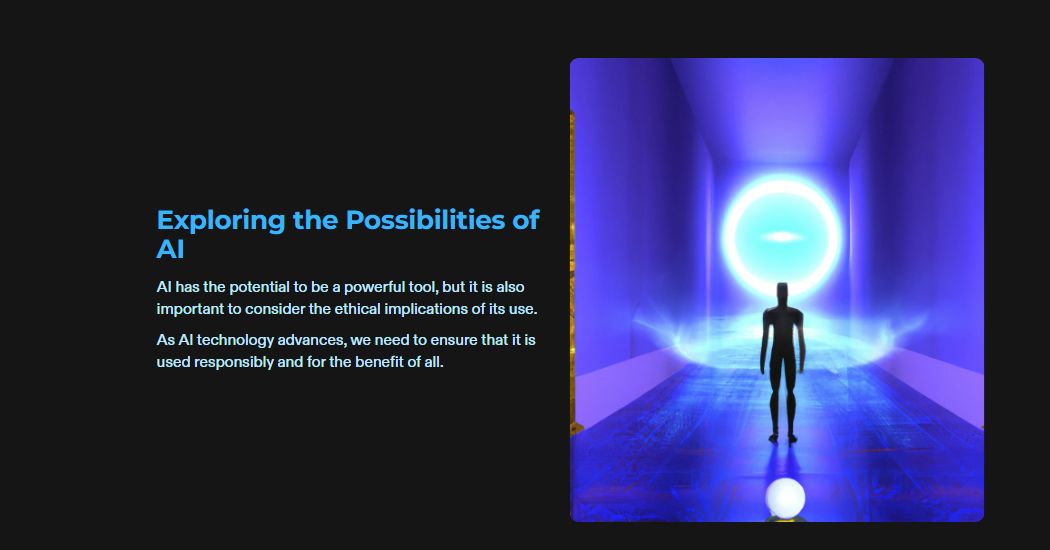 Exploring the Possibilities of
AI
AI has the potential to be a powerful tool, but it is also
important to consider the ethical implications of its use.
As AI technology advances, we need to ensure that it is
used responsibly and for the benefit of all.